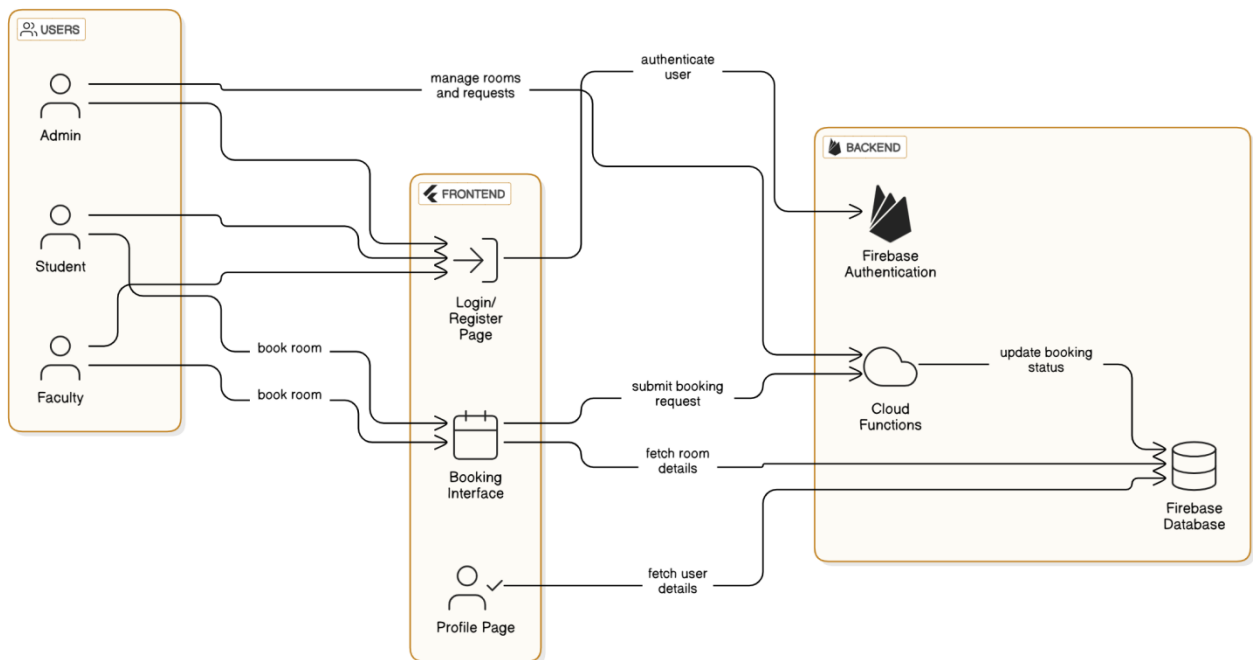 USERS
Admin
Student
Faculty
manage rooms
and requests
authenticate
user
book room
book room
FRONTEND
Login/
Register
Page
Booking
Interface
Profile Page
submit booking
request
fetch room
details
fetch user
details
BACKEND
Firebase
Authentication
Cloud
Functions
update booking
status
Firebase
Database